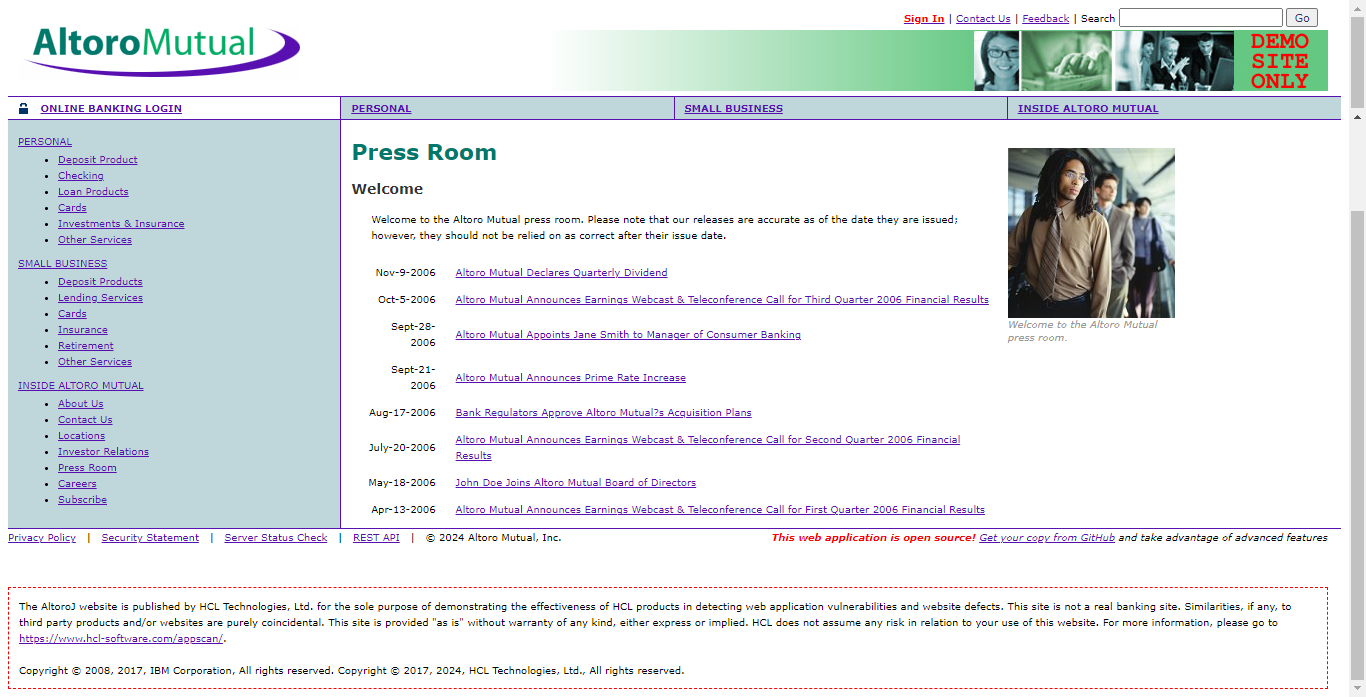 Sign In | Contact Us | Feedback | Search Go
AltoroMutual
DEMO
SITE
ONLY
ONLINE BANKING LOGIN
PERSONAL
SMALL BUSINESS
INSIDE ALTORO MUTUAL
PERSONAL
Deposit Product
Checking
Loan Products
Cards
Investments & Insurance
Other Services
SMALL BUSINESS
Deposit Products
Lending Services
Cards
Insurance
Retirement
Other Services
INSIDE ALTORO MUTUAL
About Us
Contact Us
Locations
Investor Relations
Press Room
Careers
Subscribe
Press Room
Welcome
Welcome to the Altoro Mutual press room. Please note that our releases are accurate as of the date they are issued;
however, they should not be relied on as correct after their issue date.
Nov-9-2006 Altoro Mutual Declares Quarterly Dividend
Oct-5-2006 Altoro Mutual Announces Earnings Webcast & Teleconference Call for Third Quarter 2006 Financial Results
Sept-28-
2006 Altoro Mutual Appoints Jane Smith to Manager of Consumer Banking
Sept-21-
2006 Altoro Mutual Announces Prime Rate Increase
Aug-17-2006 Bank Regulators Approve Altoro Mutual?s Acquisition Plans
July-20-2006 Altoro Mutual Announces Earnings Webcast & Teleconference Call for Second Quarter 2006 Financial
Results
May-18-2006 John Doe Joins Altoro Mutual Board of Directors
Apr-13-2006 Altoro Mutual Announces Earnings Webcast & Teleconference Call for First Quarter 2006 Financial Results
Welcome to the Altoro Mutual
press room.
Privacy Policy | Security Statement | Server Status Check | REST API | © 2024 Altoro Mutual, Inc.
This web application is open source! Get your copy from GitHub and take advantage of advanced features
The AltoroJ website is published by HCL Technologies, Ltd. for the sole purpose of demonstrating the effectiveness of HCL products in detecting web application vulnerabilities and website defects. This site is not a real banking site. Similarities, if any, to
third party products and/or websites are purely coincidental. This site is provided "as is" without warranty of any kind, either express or implied. HCL does not assume any risk in relation to your use of this website. For more information, please go to
https://www.hcl-software.com/appscan/.
Copyright © 2008, 2017, IBM Corporation, All rights reserved. Copyright © 2017, 2024, HCL Technologies, Ltd., All rights reserved.